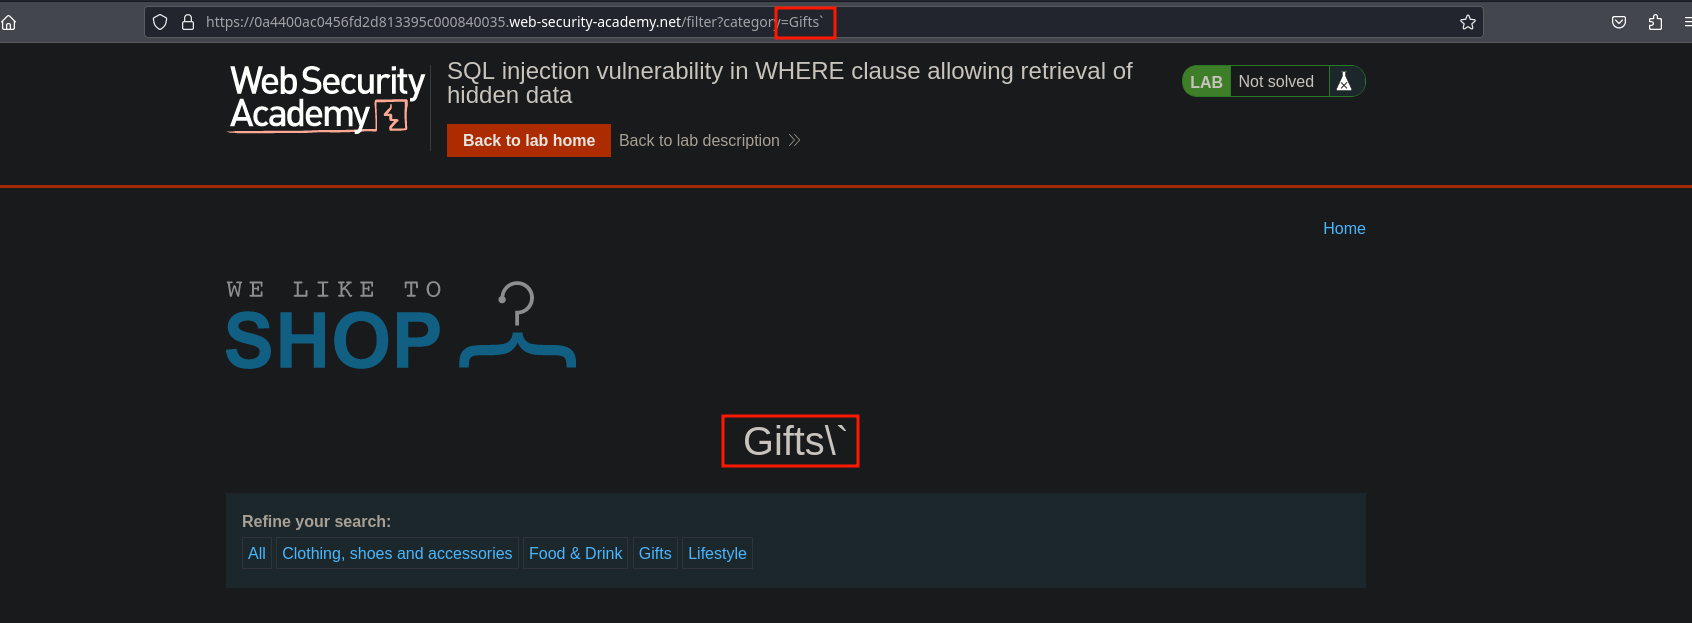 https://0a4400ac0456fd2d813395c000840035.web-security-academy.net/filter?category=Gifts`
WebSecurity
Academy
SQL injection vulnerability in WHERE clause allowing retrieval of
hidden data
LAB Not solved
Back to lab home Back to lab description
Home
WE LIKE TO
SHOP
Gifts\`
Refine your search:
All Clothing, shoes and accessories Food & Drink Gifts Lifestyle